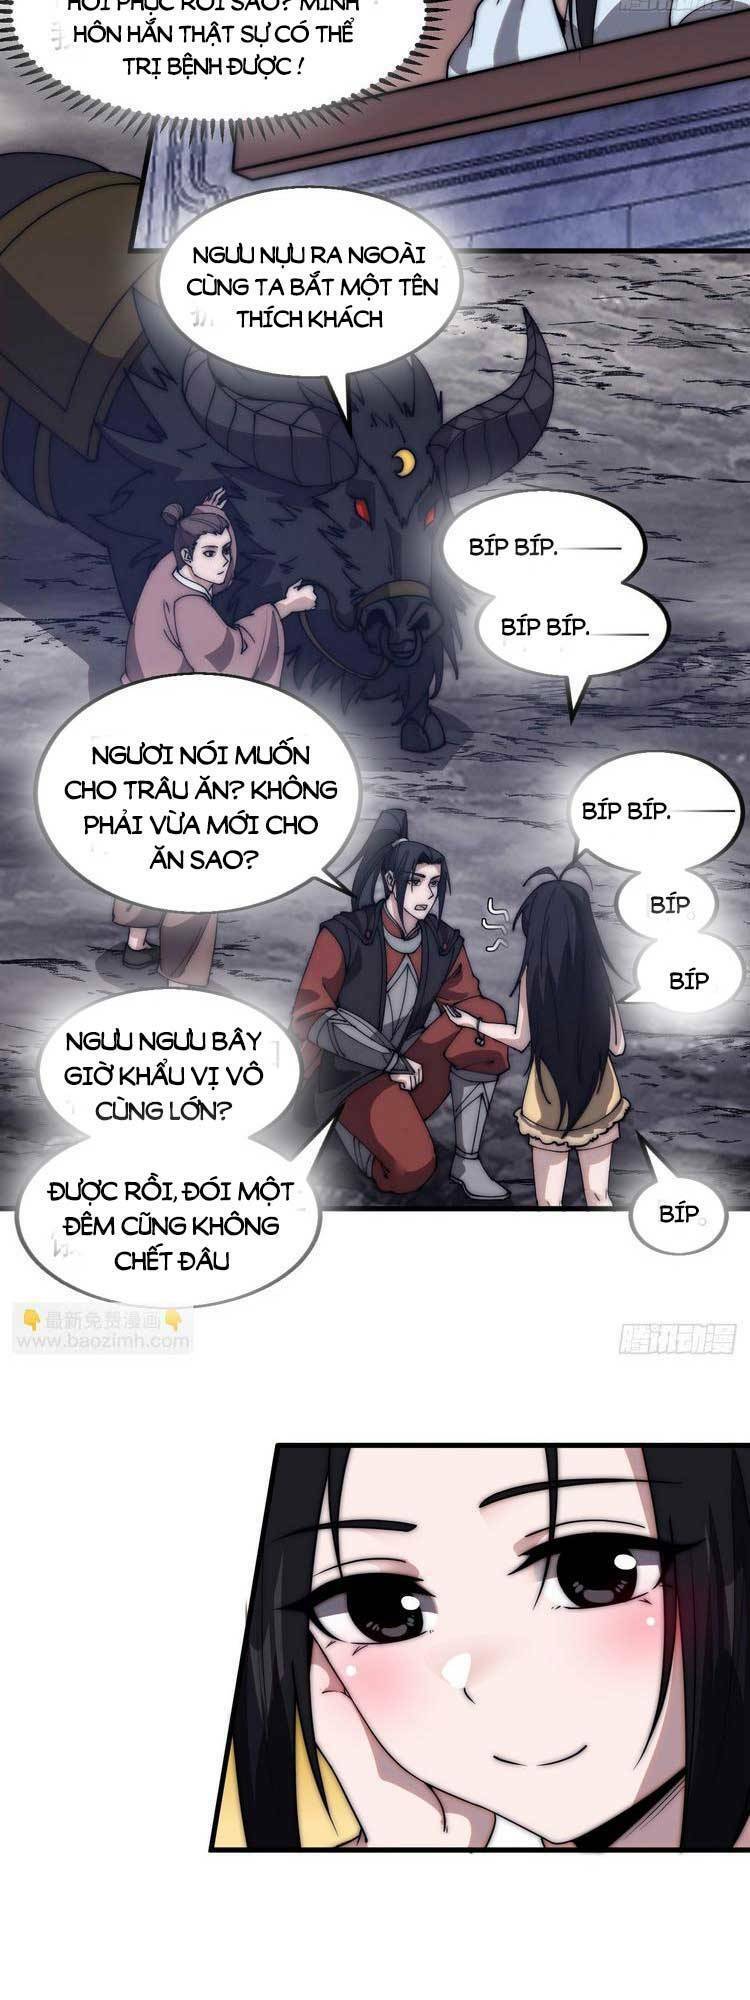 HỒI PHỤC RỒI SAO? MINH
HÔN HẮN THẬT SỰ CÓ THỂ
TRỊ BỆNH ĐƯỢC!
NGƯU NỰU RA NGOÀI
CÙNG TA BẮT MỘT TÊN
THÍCH KHÁCH
BÍP BÍP.
BÍP BÍP.
NGƯƠI NÓI MUỐN
CHO TRÂU ĂN? KHÔNG
PHẢI VỪA MỚI CHO
ĂN SAO?
BÍP BÍP.
BÍP
BÍP
NGƯU NGƯU BÂY
GIỜ KHẨU VỊ VÔ
CÙNG LỚN?
ĐƯỢC RỒI, ĐÓI MỘT
ĐÊM CŨNG KHÔNG
CHẾT ĐÂU
BÍP
👇最新免费漫画👇
www.baozimh.com
腾讯动漫